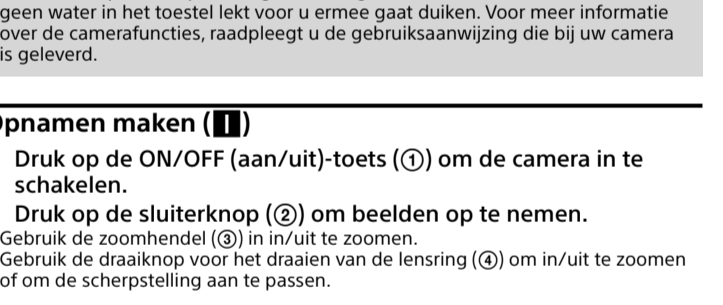 geen water in het toestel lekt voor u ermee gaat duiken. Voor meer informatie
over de camerafuncties, raadpleegt u de gebruiksaanwijzing die bij uw camera
is geleverd.
Opnamen maken (I)
Druk op de ON/OFF (aan/uit)-toets (①) om de camera in te
schakelen.
Druk op de sluiterknop (②) om beelden op te nemen.
Gebruik de zoomhendel (③) in in/uit te zoomen.
Gebruik de draaiknop voor het draaien van de lensring (④) om in/uit te zoomen
of om de scherpstelling aan te passen.